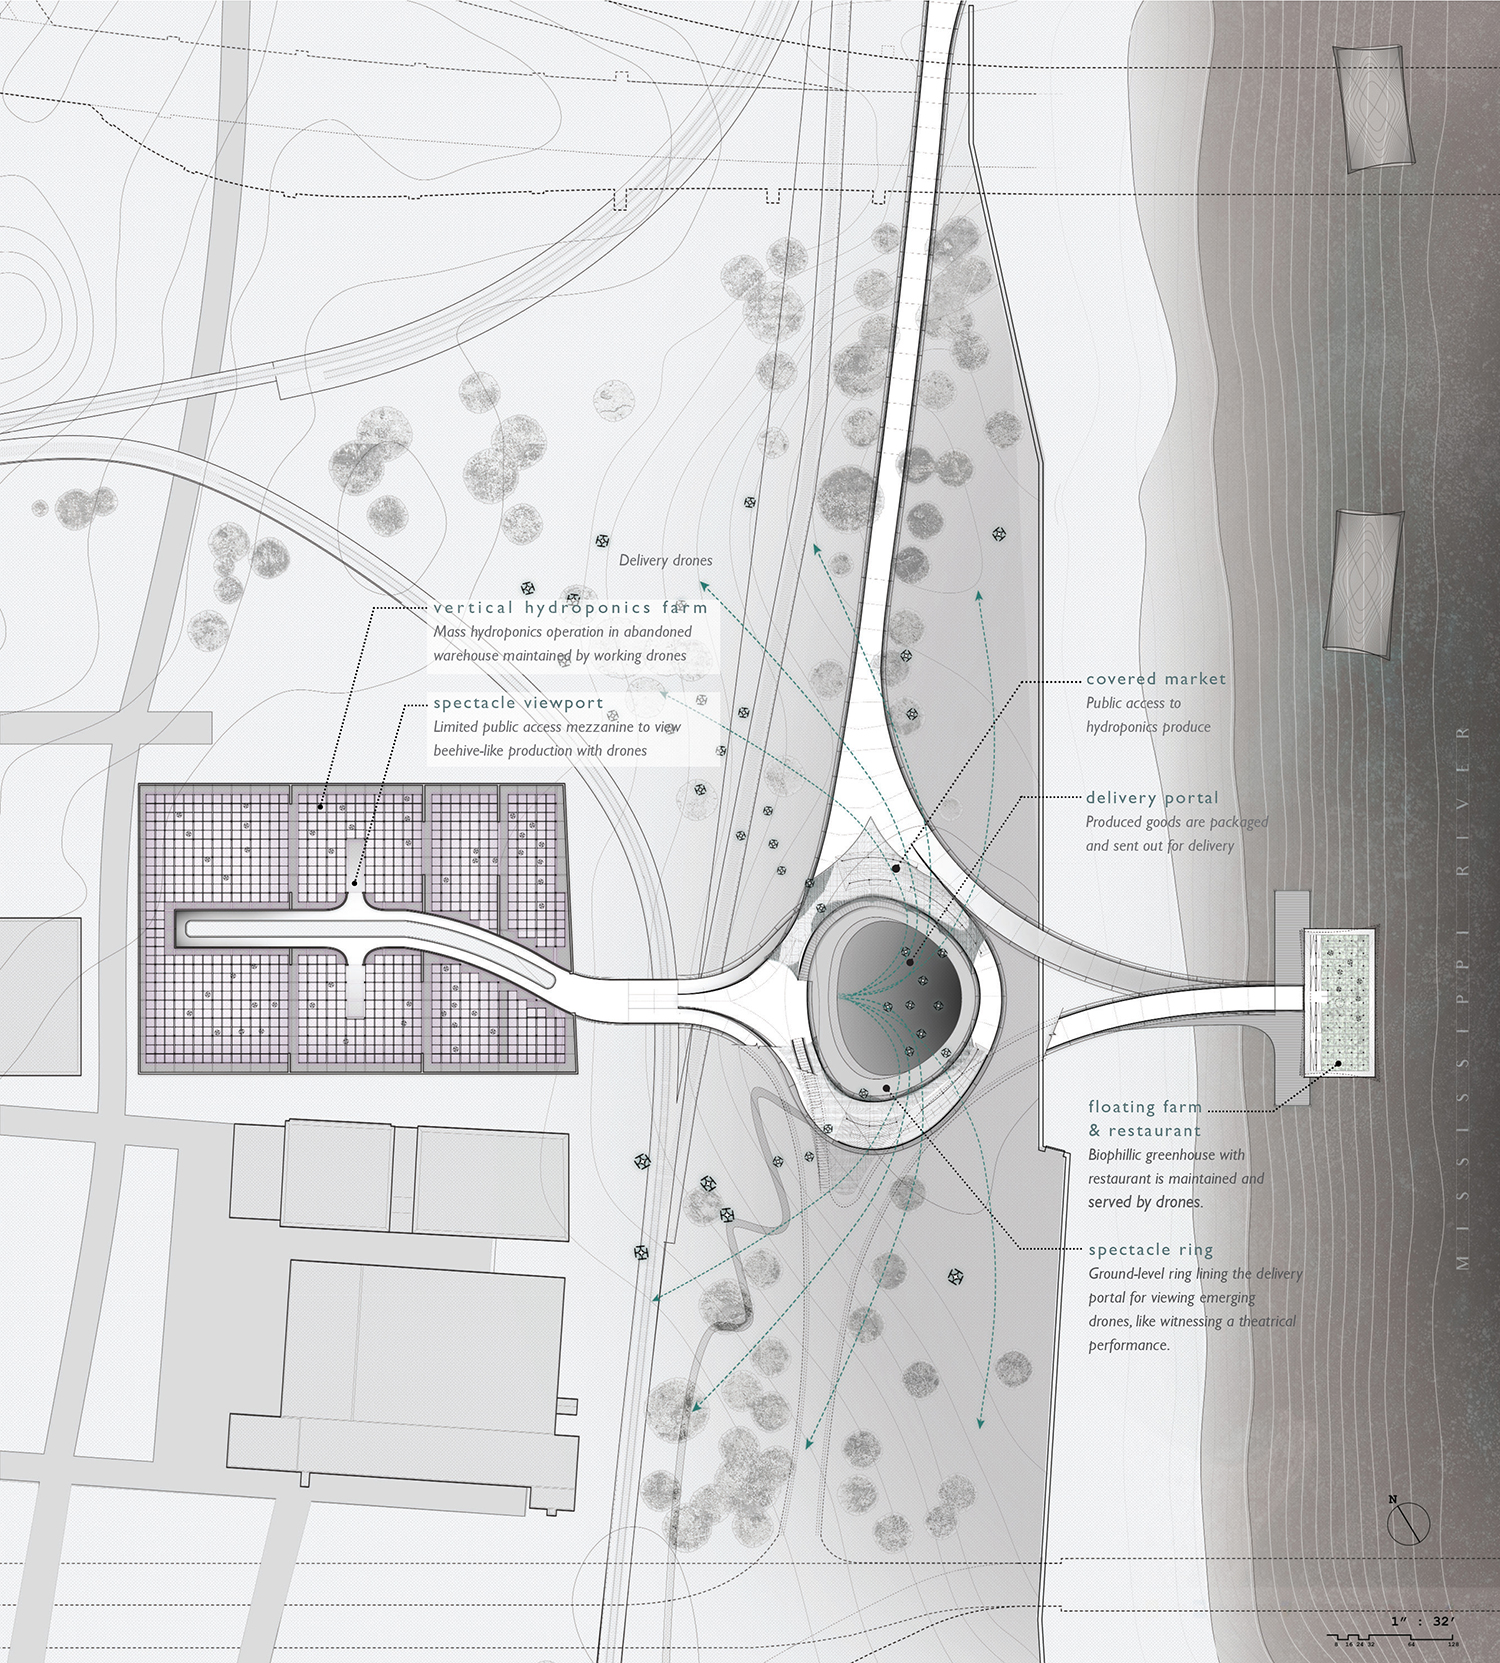 Delivery drones
vertical hydroponics farm
Mass hydroponics operation in abandoned
warehouse maintained by working drones
spectacle viewport
Limited public access mezzanine to view
beehive-like production with drones
covered market
Public access to
hydroponics produce
delivery portal
Produced goods are packaged
and sent out for delivery
floating farm
& restaurant
Biophillic greenhouse with
restaurant is maintained and
served by drones.
spectacle ring
Ground-level ring lining the delivery
portal for viewing emerging
drones, like witnessing a theatrical
performance.
MISSISSIPPI RIVER
N
1" : 32'
8 16 24 32 64 128